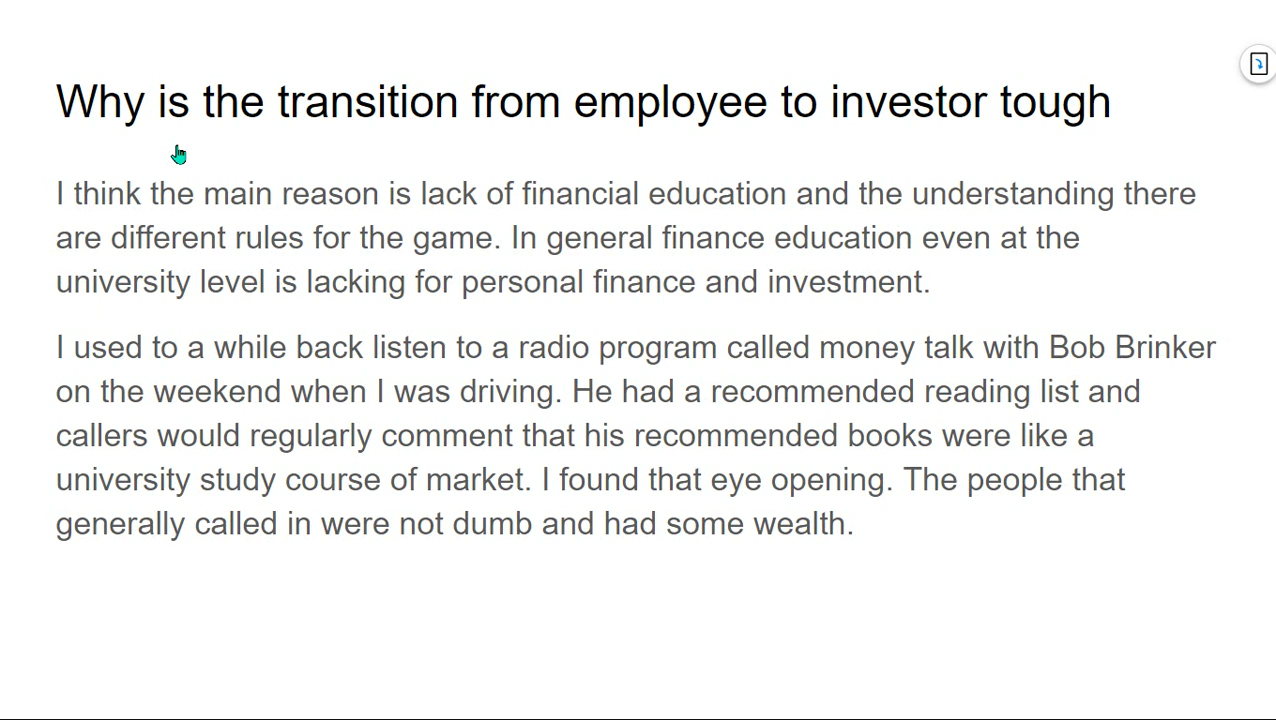 Why is the transition from employee to investor tough
I think the main reason is lack of financial education and the understanding there
are different rules for the game. In general finance education even at the
university level is lacking for personal finance and investment.
I used to a while back listen to a radio program called money talk with Bob Brinker
on the weekend when I was driving. He had a recommended reading list and
callers would regularly comment that his recommended books were like a
university study course of market. I found that eye opening. The people that
generally called in were not dumb and had some wealth.